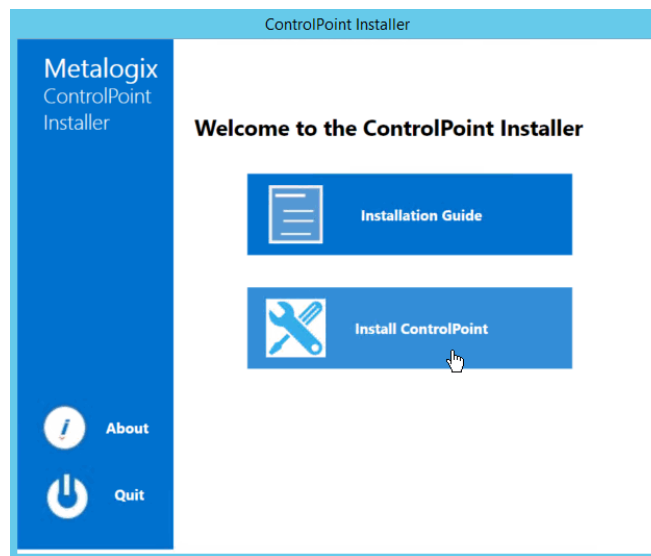 ControlPoint Installer
Metalogix
ControlPoint
Installer
Welcome to the ControlPoint Installer
Installation Guide
Install ControlPoint
About
Quit